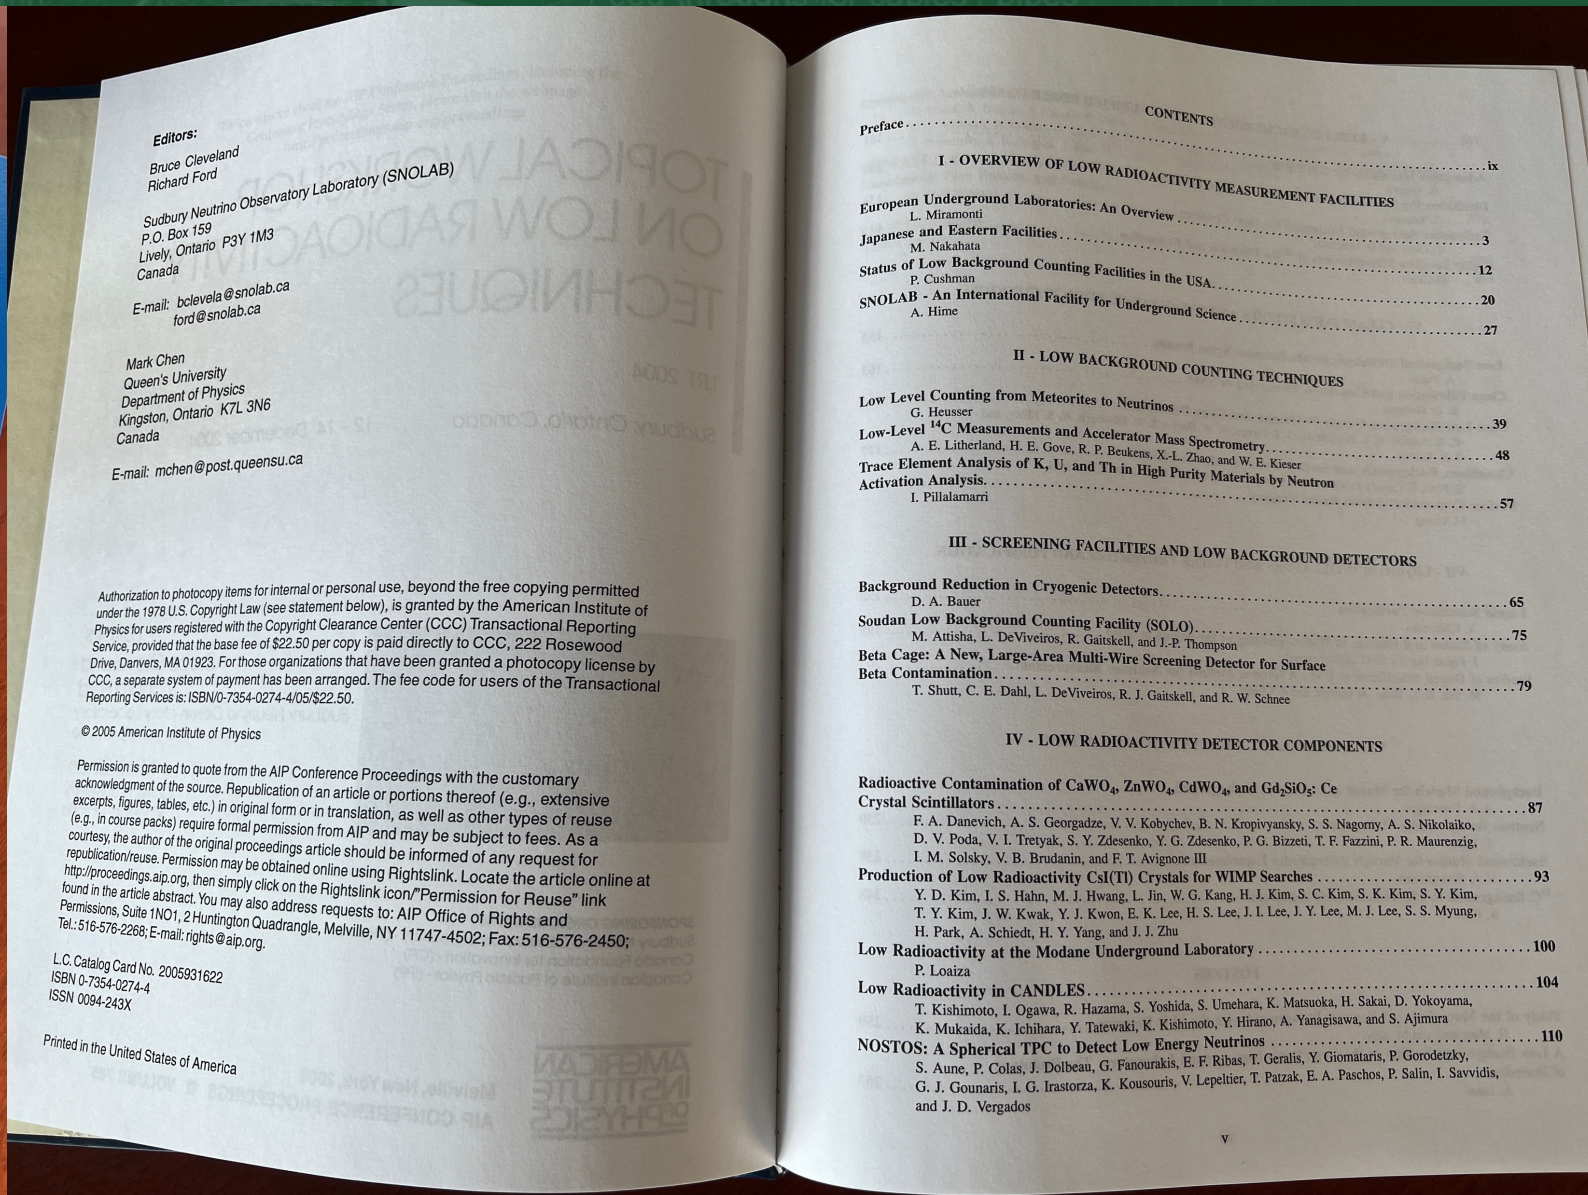 Editors:
Bruce Cleveland
Richard Ford
Sudbury Neutrino Observatory Laboratory (SNOLAB)
P.O. Box 159
Lively, Ontario P3Y 1M3
Canada
E-mail: bclevela@snolab.ca
ford@snolab.ca
Mark Chen
Queen's University
Department of Physics
Kingston, Ontario K7L 3N6
Canada
E-mail: mchen@post.queensu.ca
Authorization to photocopy items for internal or personal use, beyond the free copying permitted
under the 1978 U.S. Copyright Law (see statement below), is granted by the American Institute of
Physics for users registered with the Copyright Clearance Center (CCC) Transactional Reporting
Service, provided that the base fee of $22.50 per copy is paid directly to CCC, 222 Rosewood
Drive, Danvers, MA 01923. For those organizations that have been granted a photocopy license by
CCC, a separate system of payment has been arranged. The fee code for users of the Transactional
Reporting Services is: ISBN/0-7354-0274-4/05/$22.50.
© 2005 American Institute of Physics
Permission is granted to quote from the AIP Conference Proceedings with the customary
acknowledgment of the source. Republication of an article or portions thereof (e.g., extensive
excerpts, figures, tables, etc.) in original form or in translation, as well as other types of reuse
(e.g., in course packs) require formal permission from AIP and may be subject to fees. As a
courtesy, the author of the original proceedings article should be informed of any request for
republication/reuse. Permission may be obtained online using Rightslink. Locate the article online at
http://proceedings.aip.org, then simply click on the Rightslink icon/"Permission for Reuse" link
found in the article abstract. You may also address requests to: AIP Office of Rights and
Permissions, Suite 1NO1, 2 Huntington Quadrangle, Melville, NY 11747-4502; Fax: 516-576-2450;
Tel.: 516-576-2268; E-mail: rights@aip.org.
L.C. Catalog Card No. 2005931622
ISBN 0-7354-0274-4
ISSN 0094-243X
Printed in the United States of America
CONTENTS
Preface ix
I - OVERVIEW OF LOW RADIOACTIVITY MEASUREMENT FACILITIES
European Underground Laboratories: An Overview 3
L. Miramonti
Japanese and Eastern Facilities 12
M. Nakahata
Status of Low Background Counting Facilities in the USA 20
P. Cushman
SNOLAB - An International Facility for Underground Science 27
A. Hime
II - LOW BACKGROUND COUNTING TECHNIQUES
Low Level Counting from Meteorites to Neutrinos 39
G. Heusser
Low-Level ¹⁴C Measurements and Accelerator Mass Spectrometry 48
A. E. Litherland, H. E. Gove, R. P. Beukens, X.-L. Zhao, and W. E. Kieser
Trace Element Analysis of K, U, and Th in High Purity Materials by Neutron
Activation Analysis 57
I. Pillalamarri
III - SCREENING FACILITIES AND LOW BACKGROUND DETECTORS
Background Reduction in Cryogenic Detectors 65
D. A. Bauer
Soudan Low Background Counting Facility (SOLO) 75
M. Attisha, L. DeViveiros, R. Gaitskell, and J.-P. Thompson
Beta Cage: A New, Large-Area Multi-Wire Screening Detector for Surface
Beta Contamination 79
T. Shutt, C. E. Dahl, L. DeViveiros, R. J. Gaitskell, and R. W. Schnee
IV - LOW RADIOACTIVITY DETECTOR COMPONENTS
Radioactive Contamination of CaWO₄, ZnWO₄, CdWO₄, and Gd₂SiO₅: Ce
Crystal Scintillators 87
F. A. Danevich, A. S. Georgadze, V. V. Kobychev, B. N. Kropivyansky, S. S. Nagorny, A. S. Nikolaiko,
D. V. Poda, V. I. Tretyak, S. Y. Zdesenko, Y. G. Zdesenko, P. G. Bizzeti, T. F. Fazzini, P. R. Maurenzig,
I. M. Solsky, V. B. Brudanin, and F. T. Avignone III
Production of Low Radioactivity CsI(Tl) Crystals for WIMP Searches 93
Y. D. Kim, I. S. Hahn, M. J. Hwang, L. Jin, W. G. Kang, H. J. Kim, S. C. Kim, S. K. Kim, S. Y. Kim,
T. Y. Kim, J. W. Kwak, Y. J. Kwon, E. K. Lee, H. S. Lee, J. I. Lee, J. Y. Lee, M. J. Lee, S. S. Myung,
H. Park, A. Schiedt, H. Y. Yang, and J. J. Zhu
Low Radioactivity at the Modane Underground Laboratory 100
P. Loaiza
Low Radioactivity in CANDLES 104
T. Kishimoto, I. Ogawa, R. Hazama, S. Yoshida, S. Umehara, K. Matsuoka, H. Sakai, D. Yokoyama,
K. Mukaida, K. Ichihara, Y. Tatewaki, K. Kishimoto, Y. Hirano, A. Yanagisawa, and S. Ajimura
NOSTOS: A Spherical TPC to Detect Low Energy Neutrinos 110
S. Aune, P. Colas, J. Dolbeau, G. Fanourakis, E. F. Ribas, T. Geralis, Y. Giomataris, P. Gorodetzky,
G. J. Gounaris, I. G. Irastorza, K. Kousouris, V. Lepeltier, T. Patzak, E. A. Paschos, P. Salin, I. Savvidis,
and J. D. Vergados
v